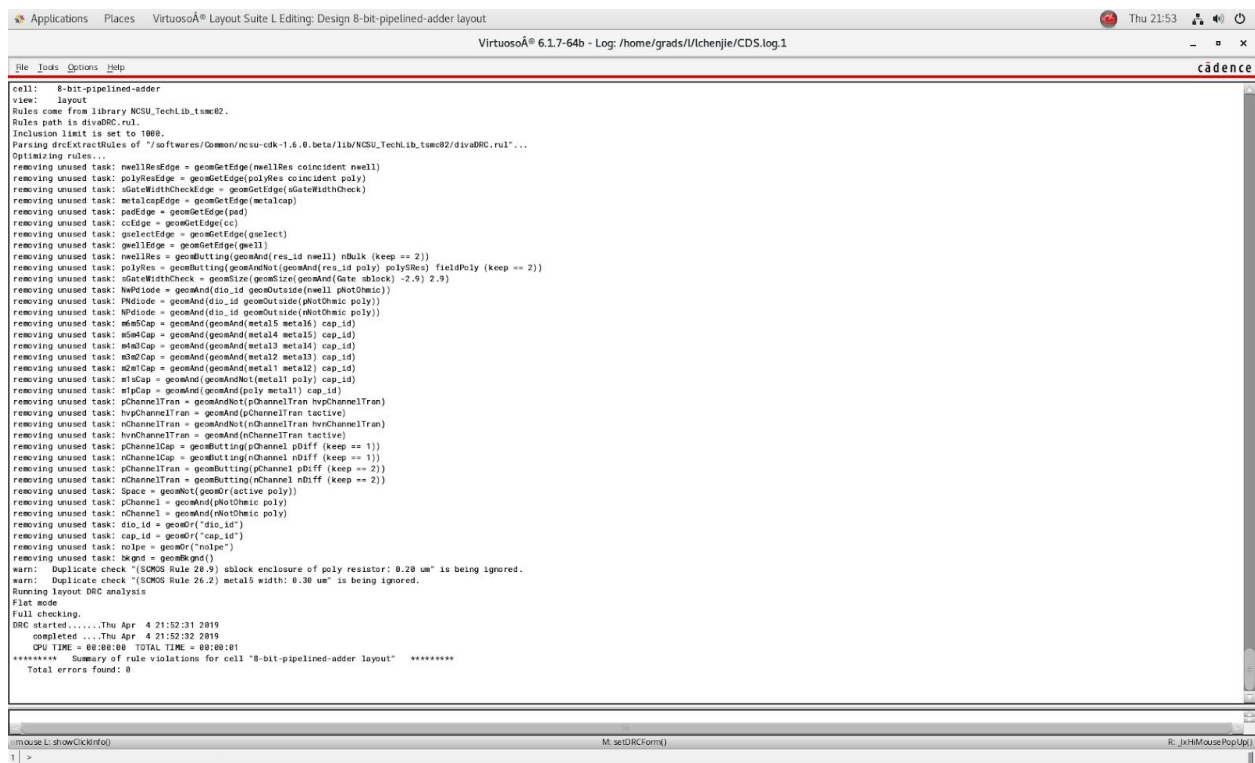 Applications Places VirtuosoÂ® Layout Suite L Editing: Design 8-bit-pipelined-adder layout Thu 21:53
VirtuosoÂ® 6.1.7-64b - Log: /home/grads/l/lchenjie/CDS.log.1
File Tools Options Help cādence
cell: 8-bit-pipelined-adder
view: layout
Rules come from library NCSU_TechLib_tsmc02.
Rules path is divaDRC.rul.
Inclusion limit is set to 1000.
Parsing drcExtractRules of "/softwares/Common/ncsu-cdk-1.6.0.beta/lib/NCSU_TechLib_tsmc02/divaDRC.rul"...
Optimizing rules...
removing unused task: nwellResEdge = geomGetEdge(nwellRes coincident nwell)
removing unused task: polyResEdge = geomGetEdge(polyRes coincident poly)
removing unused task: sGateWidthCheckEdge = geomGetEdge(sGateWidthCheck)
removing unused task: metalcapEdge = geomGetEdge(metalcap)
removing unused task: padEdge = geomGetEdge(pad)
removing unused task: ccEdge = geomGetEdge(cc)
removing unused task: gselectEdge = geomGetEdge(gselect)
removing unused task: gwellEdge = geomGetEdge(gwell)
removing unused task: nwellRes = geomButting(geomAnd(res_id nwell) nBulk (keep == 2))
removing unused task: polyRes = geomButting(geomAndNot(geomAnd(res_id poly) polySRes) fieldPoly (keep == 2))
removing unused task: sGateWidthCheck = geomSize(geomSize(geomAnd(Gate sblock) -2.9) 2.9)
removing unused task: NwPdiode = geomAnd(dio_id geomOutside(nwell pNotOhmic))
removing unused task: PNdiode = geomAnd(dio_id geomOutside(pNotOhmic poly))
removing unused task: NPdiode = geomAnd(dio_id geomOutside(nNotOhmic poly))
removing unused task: m6m5Cap = geomAnd(geomAnd(metal5 metal6) cap_id)
removing unused task: m5m4Cap = geomAnd(geomAnd(metal4 metal5) cap_id)
removing unused task: m4m3Cap = geomAnd(geomAnd(metal3 metal4) cap_id)
removing unused task: m3m2Cap = geomAnd(geomAnd(metal2 metal3) cap_id)
removing unused task: m2m1Cap = geomAnd(geomAnd(metal1 metal2) cap_id)
removing unused task: m1sCap = geomAnd(geomAndNot(metal1 poly) cap_id)
removing unused task: m1pCap = geomAnd(geomAnd(poly metal1) cap_id)
removing unused task: pChannelTran = geomAndNot(pChannelTran hvpChannelTran)
removing unused task: hvpChannelTran = geomAnd(pChannelTran tactive)
removing unused task: nChannelTran = geomAndNot(nChannelTran hvnChannelTran)
removing unused task: hvnChannelTran = geomAnd(nChannelTran tactive)
removing unused task: pChannelCap = geomButting(pChannel pDiff (keep == 1))
removing unused task: nChannelCap = geomButting(nChannel nDiff (keep == 1))
removing unused task: pChannelTran = geomButting(pChannel pDiff (keep == 2))
removing unused task: nChannelTran = geomButting(nChannel nDiff (keep == 2))
removing unused task: Space = geomNot(geomOr(active poly))
removing unused task: pChannel = geomAnd(pNotOhmic poly)
removing unused task: nChannel = geomAnd(nNotOhmic poly)
removing unused task: dio_id = geomOr("dio_id")
removing unused task: cap_id = geomOr("cap_id")
removing unused task: nolpe = geomOr("nolpe")
removing unused task: bkgnd = geomBkgnd()
warn: Duplicate check "(SCMOS Rule 20.9) sblock enclosure of poly resistor: 0.20 um" is being ignored.
warn: Duplicate check "(SCMOS Rule 26.2) metal5 width: 0.30 um" is being ignored.
Running layout DRC analysis
Flat mode
Full checking.
DRC started.......Thu Apr 4 21:52:31 2019
completed ....Thu Apr 4 21:52:32 2019
CPU TIME = 00:00:00 TOTAL TIME = 00:00:01
********* Summary of rule violations for cell "8-bit-pipelined-adder layout" *********
Total errors found: 0
mouse L: showClickInfo() M: setDRCForm() R: _lxHiMousePopUp()
1 >